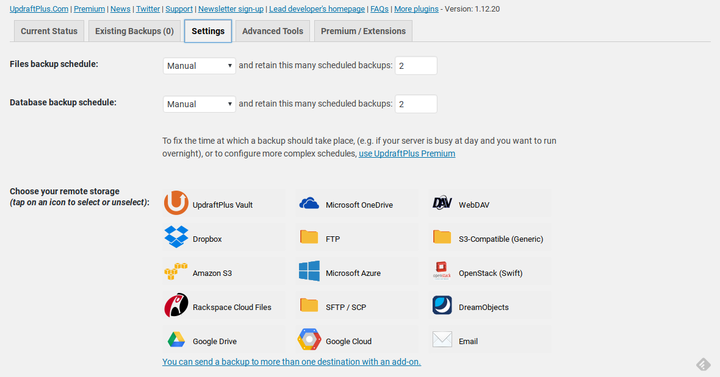 UpdraftPlus.Com | Premium | News | Twitter | Support | Newsletter sign-up | Lead developer's homepage | FAQs | More plugins - Version: 1.12.20
Current Status Existing Backups (0) Settings Advanced Tools Premium / Extensions
Files backup schedule: Manual and retain this many scheduled backups: 2
Database backup schedule: Manual and retain this many scheduled backups: 2
To fix the time at which a backup should take place, (e.g. if your server is busy at day and you want to run
overnight), or to configure more complex schedules, use UpdraftPlus Premium
Choose your remote storage
(tap on an icon to select or unselect):
UpdraftPlus Vault Microsoft OneDrive DAV WebDAV
Dropbox FTP S3-Compatible (Generic)
Amazon S3 Microsoft Azure openstack OpenStack (Swift)
Rackspace Cloud Files SFTP / SCP DreamObjects
Google Drive Google Cloud Email
You can send a backup to more than one destination with an add-on.